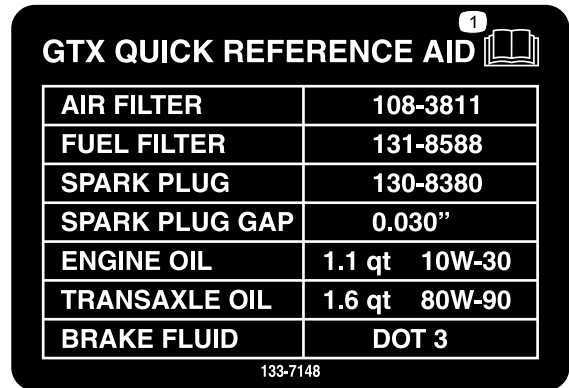 1
GTX QUICK REFERENCE AID
AIR FILTER 108-3811
FUEL FILTER 131-8588
SPARK PLUG 130-8380
SPARK PLUG GAP 0.030”
ENGINE OIL 1.1 qt 10W-30
TRANSAXLE OIL 1.6 qt 80W-90
BRAKE FLUID DOT 3
133-7148